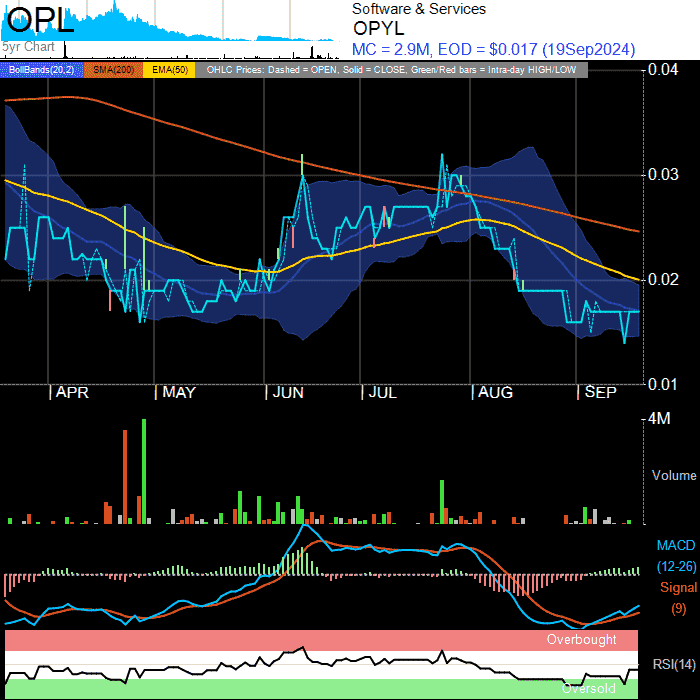 OPL
5yr Chart
Software & Services
OPYL
MC = 2.9M, EOD = $0.017 (19Sep2024)
BollBands(20,2) SMA(200) EMA(50) OHLC Prices: Dashed = OPEN, Solid = CLOSE, Green/Red bars = Intra-day HIGH/LOW
0.04
0.03
0.02
0.01
APR MAY JUN JUL AUG SEP
4M
Volume
MACD
(12-26)
Signal
(9)
Overbought
RSI(14)
Oversold